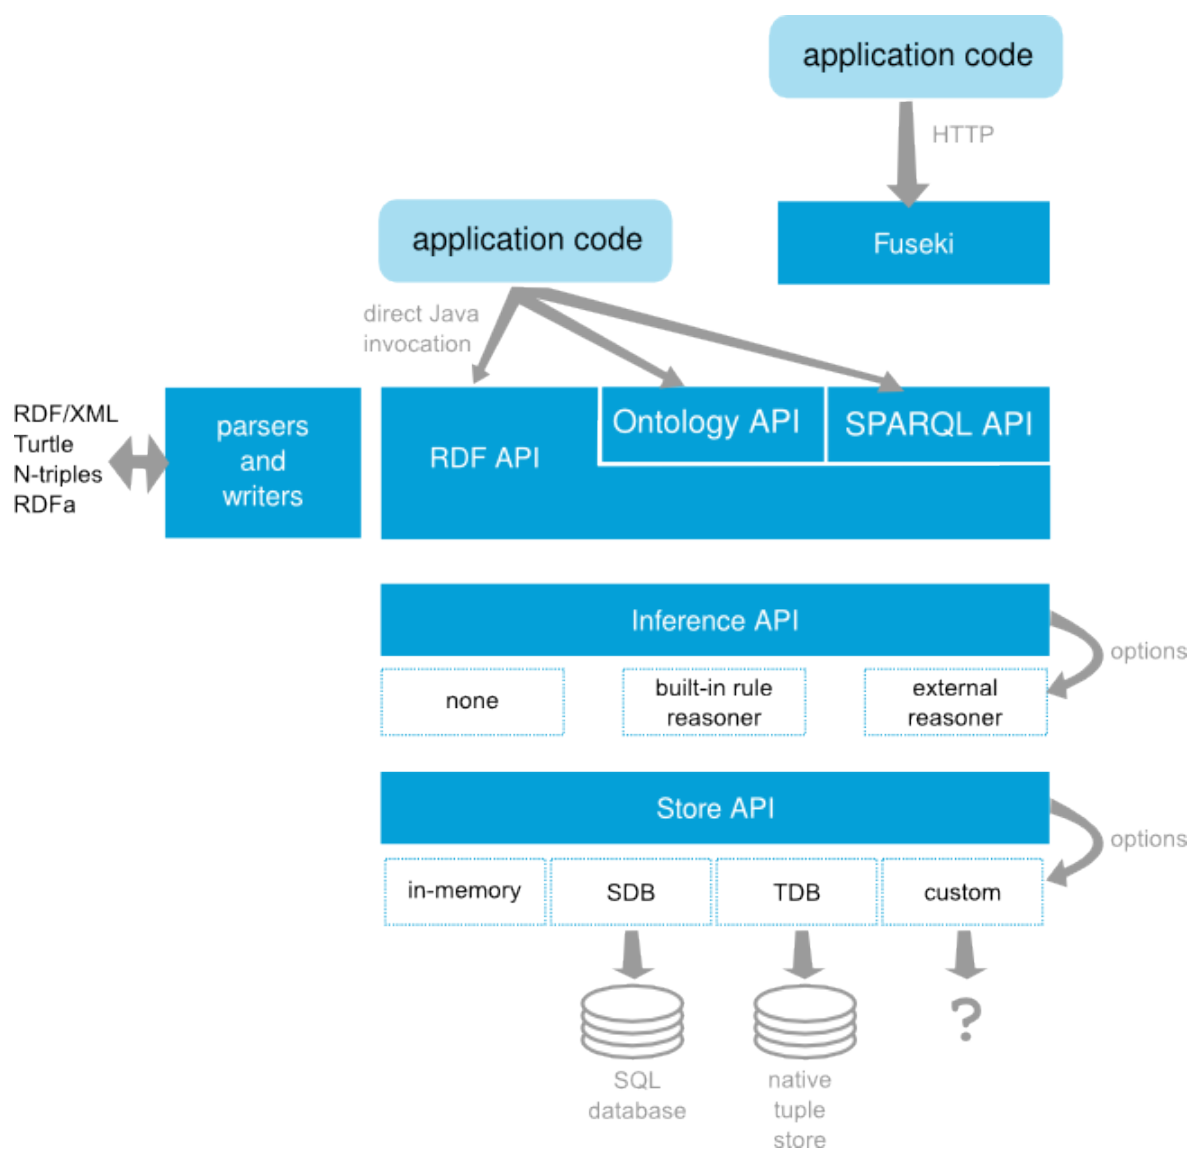 application code
HTTP
Fuseki
application code
direct Java
invocation
RDF/XML
Turtle
N-triples
RDFa
parsers
and
writers
RDF API
Ontology API
SPARQL API
Inference API
options
none
built-in rule
reasoner
external
reasoner
Store API
options
in-memory
SDB
TDB
custom
?
SQL
database
native
tuple
store